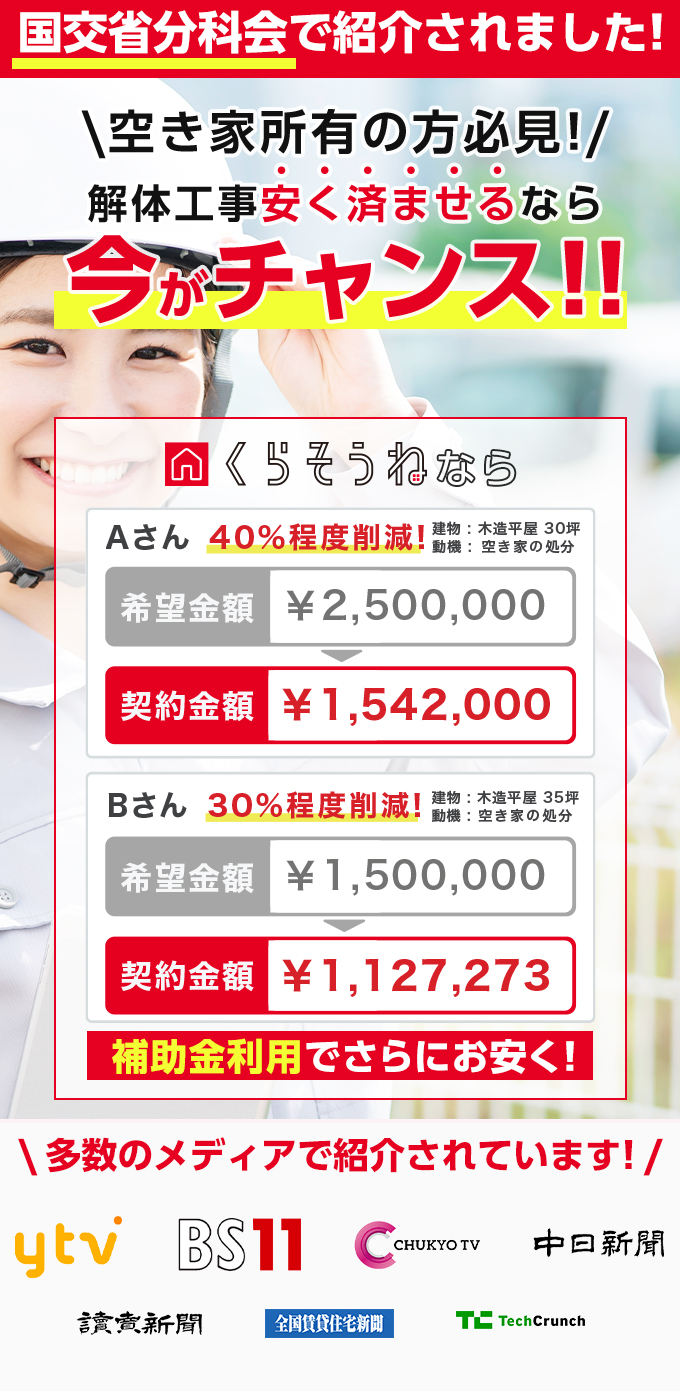 国交省分科会で紹介されました!
\空き家所有の方必見!/
解体工事安く済ませるなら
今がチャンス!!
くらそうねなら
Aさん 40%程度削減! 建物:木造平屋 30坪
動機:空き家の処分
希望金額 ¥2,500,000
契約金額 ¥1,542,000
Bさん 30%程度削減! 建物:木造平屋 35坪
動機:空き家の処分
希望金額 ¥1,500,000
契約金額 ¥1,127,273
補助金利用でさらにお安く!
\多数のメディアで紹介されています!/
ytv BS11 CHUKYO TV 中日新聞
讀賣新聞 全国賃貸住宅新聞 TechCrunch